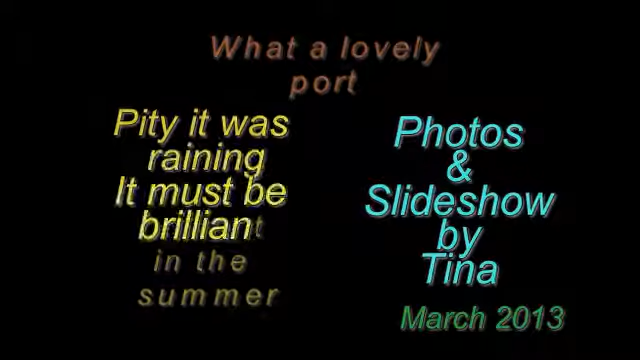 What a lovely
port
Pity it was
raining
It must be
brilliant
in the
summer
Photos
&
Slideshow
by
Tina
March 2013